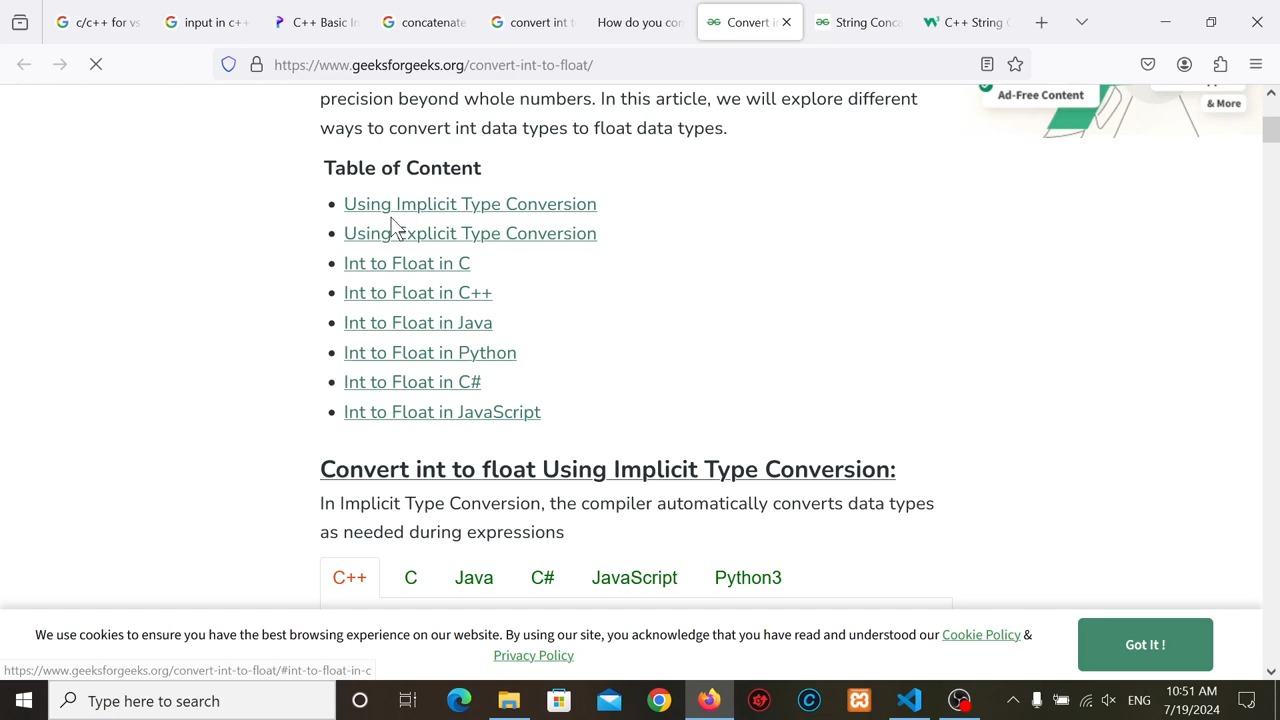 c/c++ for vs
input in c++
C++ Basic In
concatenate
convert int t
How do you con
Convert in
String Conca
C++ String C
https://www.geeksforgeeks.org/convert-int-to-float/
precision beyond whole numbers. In this article, we will explore different
ways to convert int data types to float data types.
Ad-Free Content
& More
Table of Content
Using Implicit Type Conversion
Using Explicit Type Conversion
Int to Float in C
Int to Float in C++
Int to Float in Java
Int to Float in Python
Int to Float in C#
Int to Float in JavaScript
Convert int to float Using Implicit Type Conversion:
In Implicit Type Conversion, the compiler automatically converts data types
as needed during expressions
C++ C Java C# JavaScript Python3
We use cookies to ensure you have the best browsing experience on our website. By using our site, you acknowledge that you have read and understood our Cookie Policy &
Privacy Policy
Got It !
https://www.geeksforgeeks.org/convert-int-to-float/#int-to-float-in-c
Type here to search
ENG
10:51 AM
7/19/2024